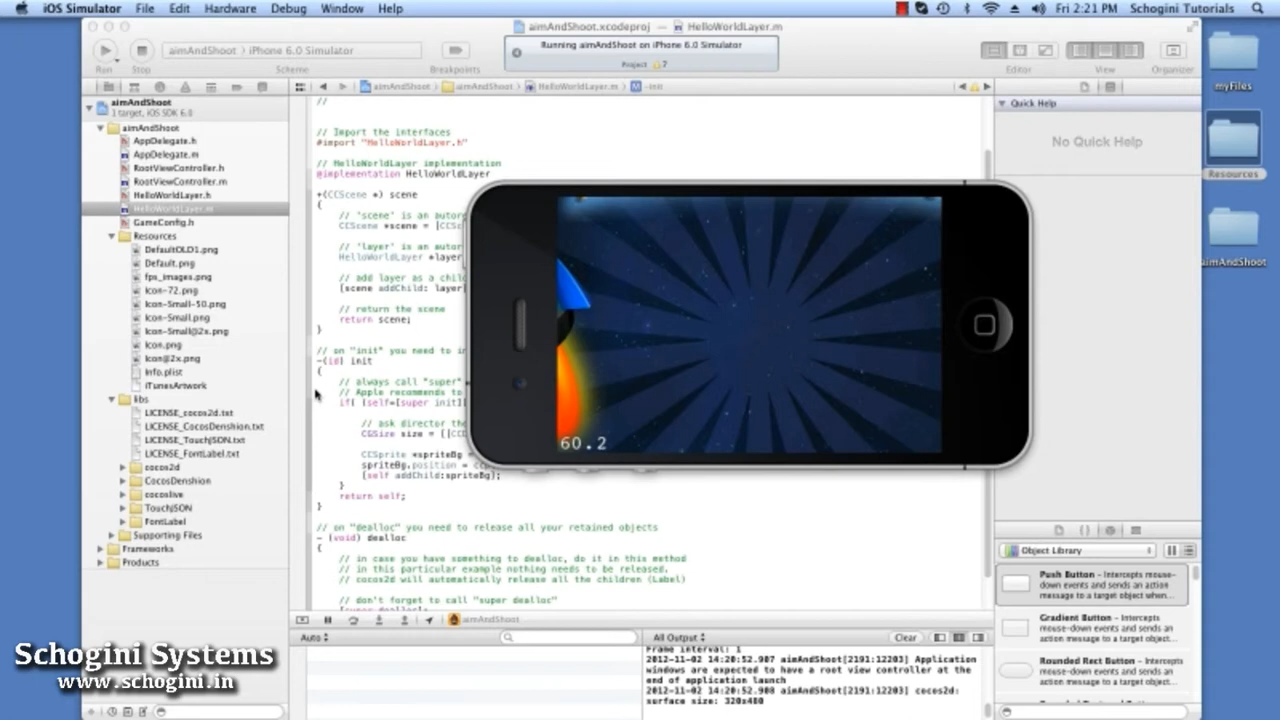 iOS Simulator File Edit Hardware Debug Window Help
Fri 2:21 PM Schogini Tutorials
aimAndShoot.xcodeproj — HelloWorldLayer.m
aimAndShoot › iPhone 6.0 Simulator
Running aimAndShoot on iPhone 6.0 Simulator
Project 2
Run Stop Scheme Breakpoints Editor View Organizer
aimAndShoot › aimAndShoot › HelloWorldLayer.m › -init
aimAndShoot
1 target, iOS SDK 6.0
aimAndShoot
AppDelegate.h
AppDelegate.m
RootViewController.h
RootViewController.m
HelloWorldLayer.h
HelloWorldLayer.m
GameConfig.h
Resources
DefaultOLD1.png
Default.png
fps_images.png
Icon-72.png
Icon-Small-50.png
Icon-Small.png
Icon-Small@2x.png
Icon.png
Icon@2x.png
Info.plist
iTunesArtwork
libs
LICENSE_cocos2d.txt
LICENSE_CocosDenshion.txt
LICENSE_TouchJSON.txt
LICENSE_FontLabel.txt
cocos2d
CocosDenshion
cocoslive
TouchJSON
FontLabel
Supporting Files
Frameworks
Products
//
// Import the interfaces
#import "HelloWorldLayer.h"
// HelloWorldLayer implementation
@implementation HelloWorldLayer
+(CCScene *) scene
{
// 'scene' is an autor
CCScene *scene = [CCSc
// 'layer' is an autor
HelloWorldLayer *layer
// add layer as a child
[scene addChild: layer]
// return the scene
return scene;
}
// on "init" you need to in
-(id) init
{
// always call "super"
// Apple recommends to
if( (self=[super init])
// ask director the
CGSize size = [[CC
CCSprite *spriteBg =
spriteBg.position = cc
[self addChild:spriteBg];
}
return self;
}
// on "dealloc" you need to release all your retained objects
- (void) dealloc
{
// in case you have something to dealloc, do it in this method
// in this particular example nothing needs to be released.
// cocos2d will automatically release all the children (Label)
// don't forget to call "super dealloc"
[super dealloc];
60.2
aimAndShoot
Auto
All Output
Clear
Frame interval: 1
2012-11-02 14:20:52.907 aimAndShoot[2191:12203] Application
windows are expected to have a root view controller at the
end of application launch
2012-11-02 14:20:52.908 aimAndShoot[2191:12203] cocos2d:
surface size: 320x480
Quick Help
No Quick Help
Object Library
Push Button - Intercepts mouse-
down events and sends an action
message to a target object when...
Gradient Button - Intercepts
mouse-down events and sends an
action message to a target object...
Rounded Rect Button - Intercepts
mouse-down events and sends an
action message to a target object...
myFiles
Resources
aimAndShoot
Schogini Systems
www.schogini.in